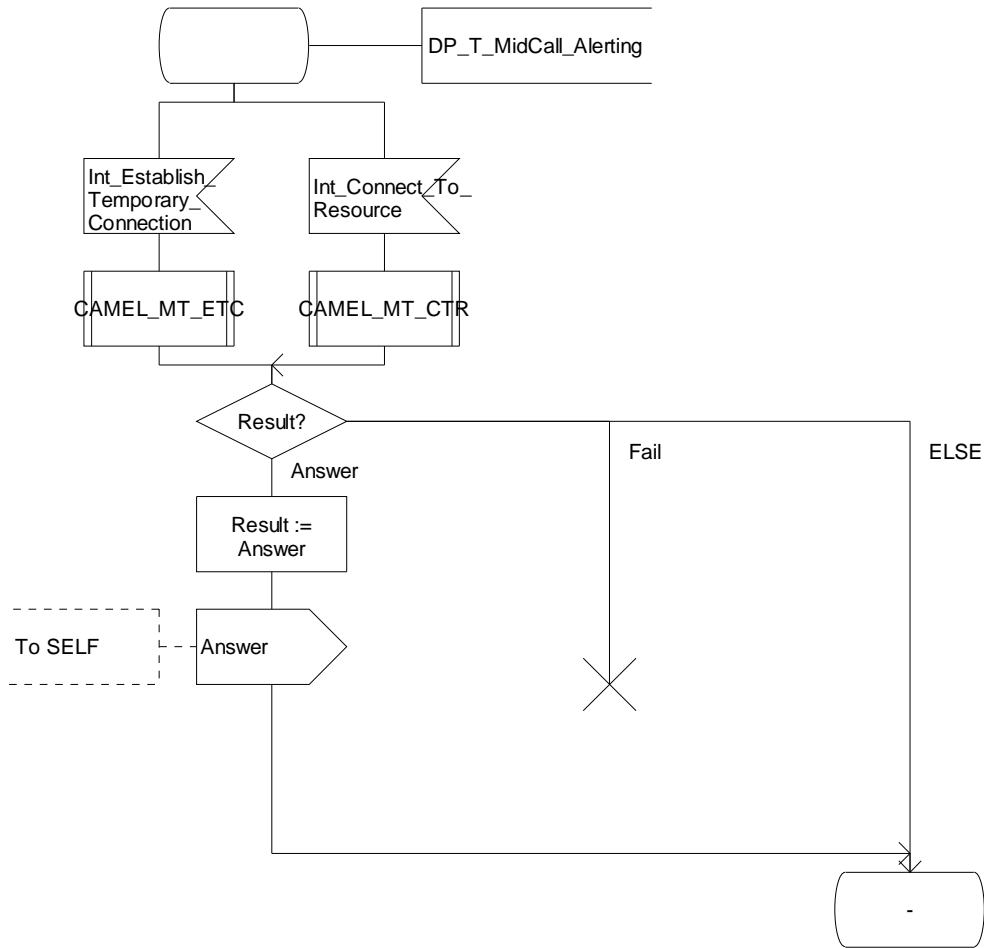 DP_T_MidCall_Alerting
Int_Establish_
Temporary_
Connection
Int_Connect_To_
Resource
CAMEL_MT_ETC
CAMEL_MT_CTR
Result?
Fail
ELSE
Answer
Result :=
Answer
To SELF
Answer
-